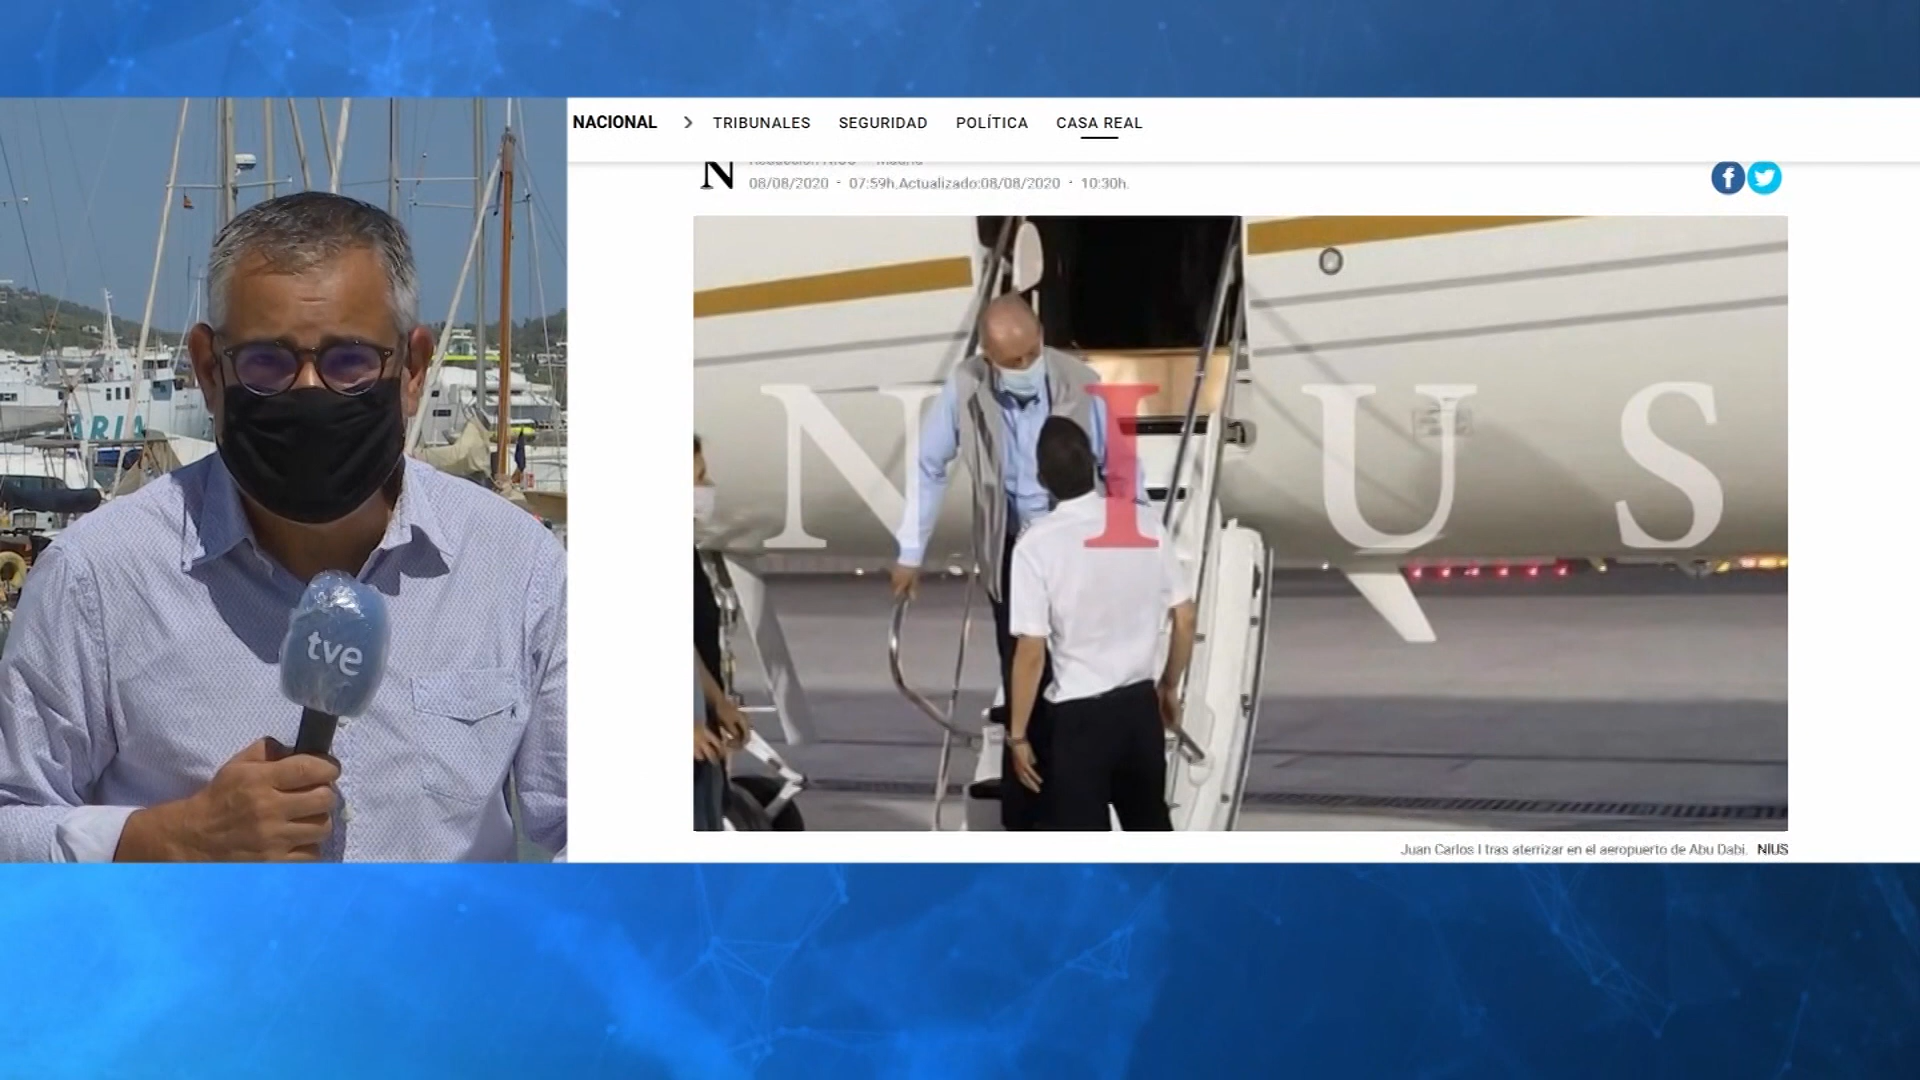 NACIONAL > TRIBUNALES SEGURIDAD POLÍTICA CASA REAL
N
08/08/2020 - 07:59h.Actualizado:08/08/2020 - 10:30h.
f
NIUS
ARIA
tve
Juan Carlos I tras aterrizar en el aeropuerto de Abu Dabi. NIUS